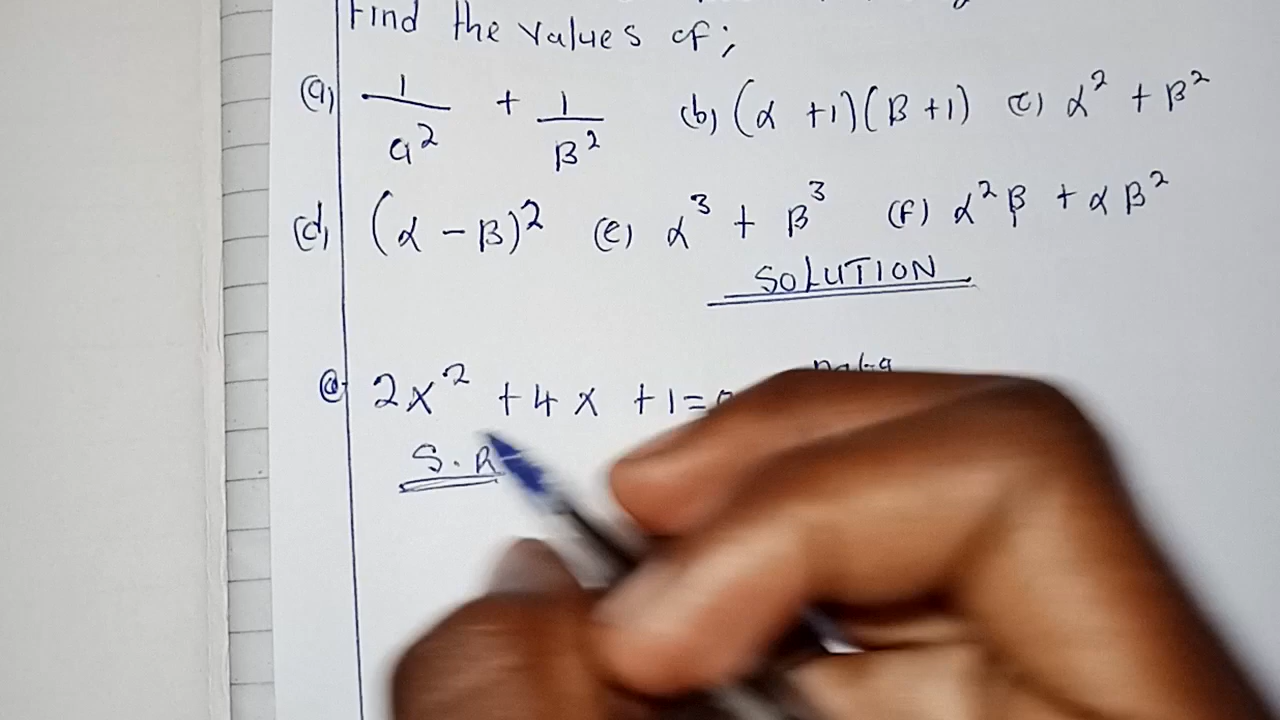 Find the values of;
(a) 1/a² + 1/β² (b) (α +1)(β +1) (c) α² + β²
(d) (α - β)² (e) α³ + β³ (f) α²β + αβ²
SOLUTION
2x² + 4x + 1 =
S.R